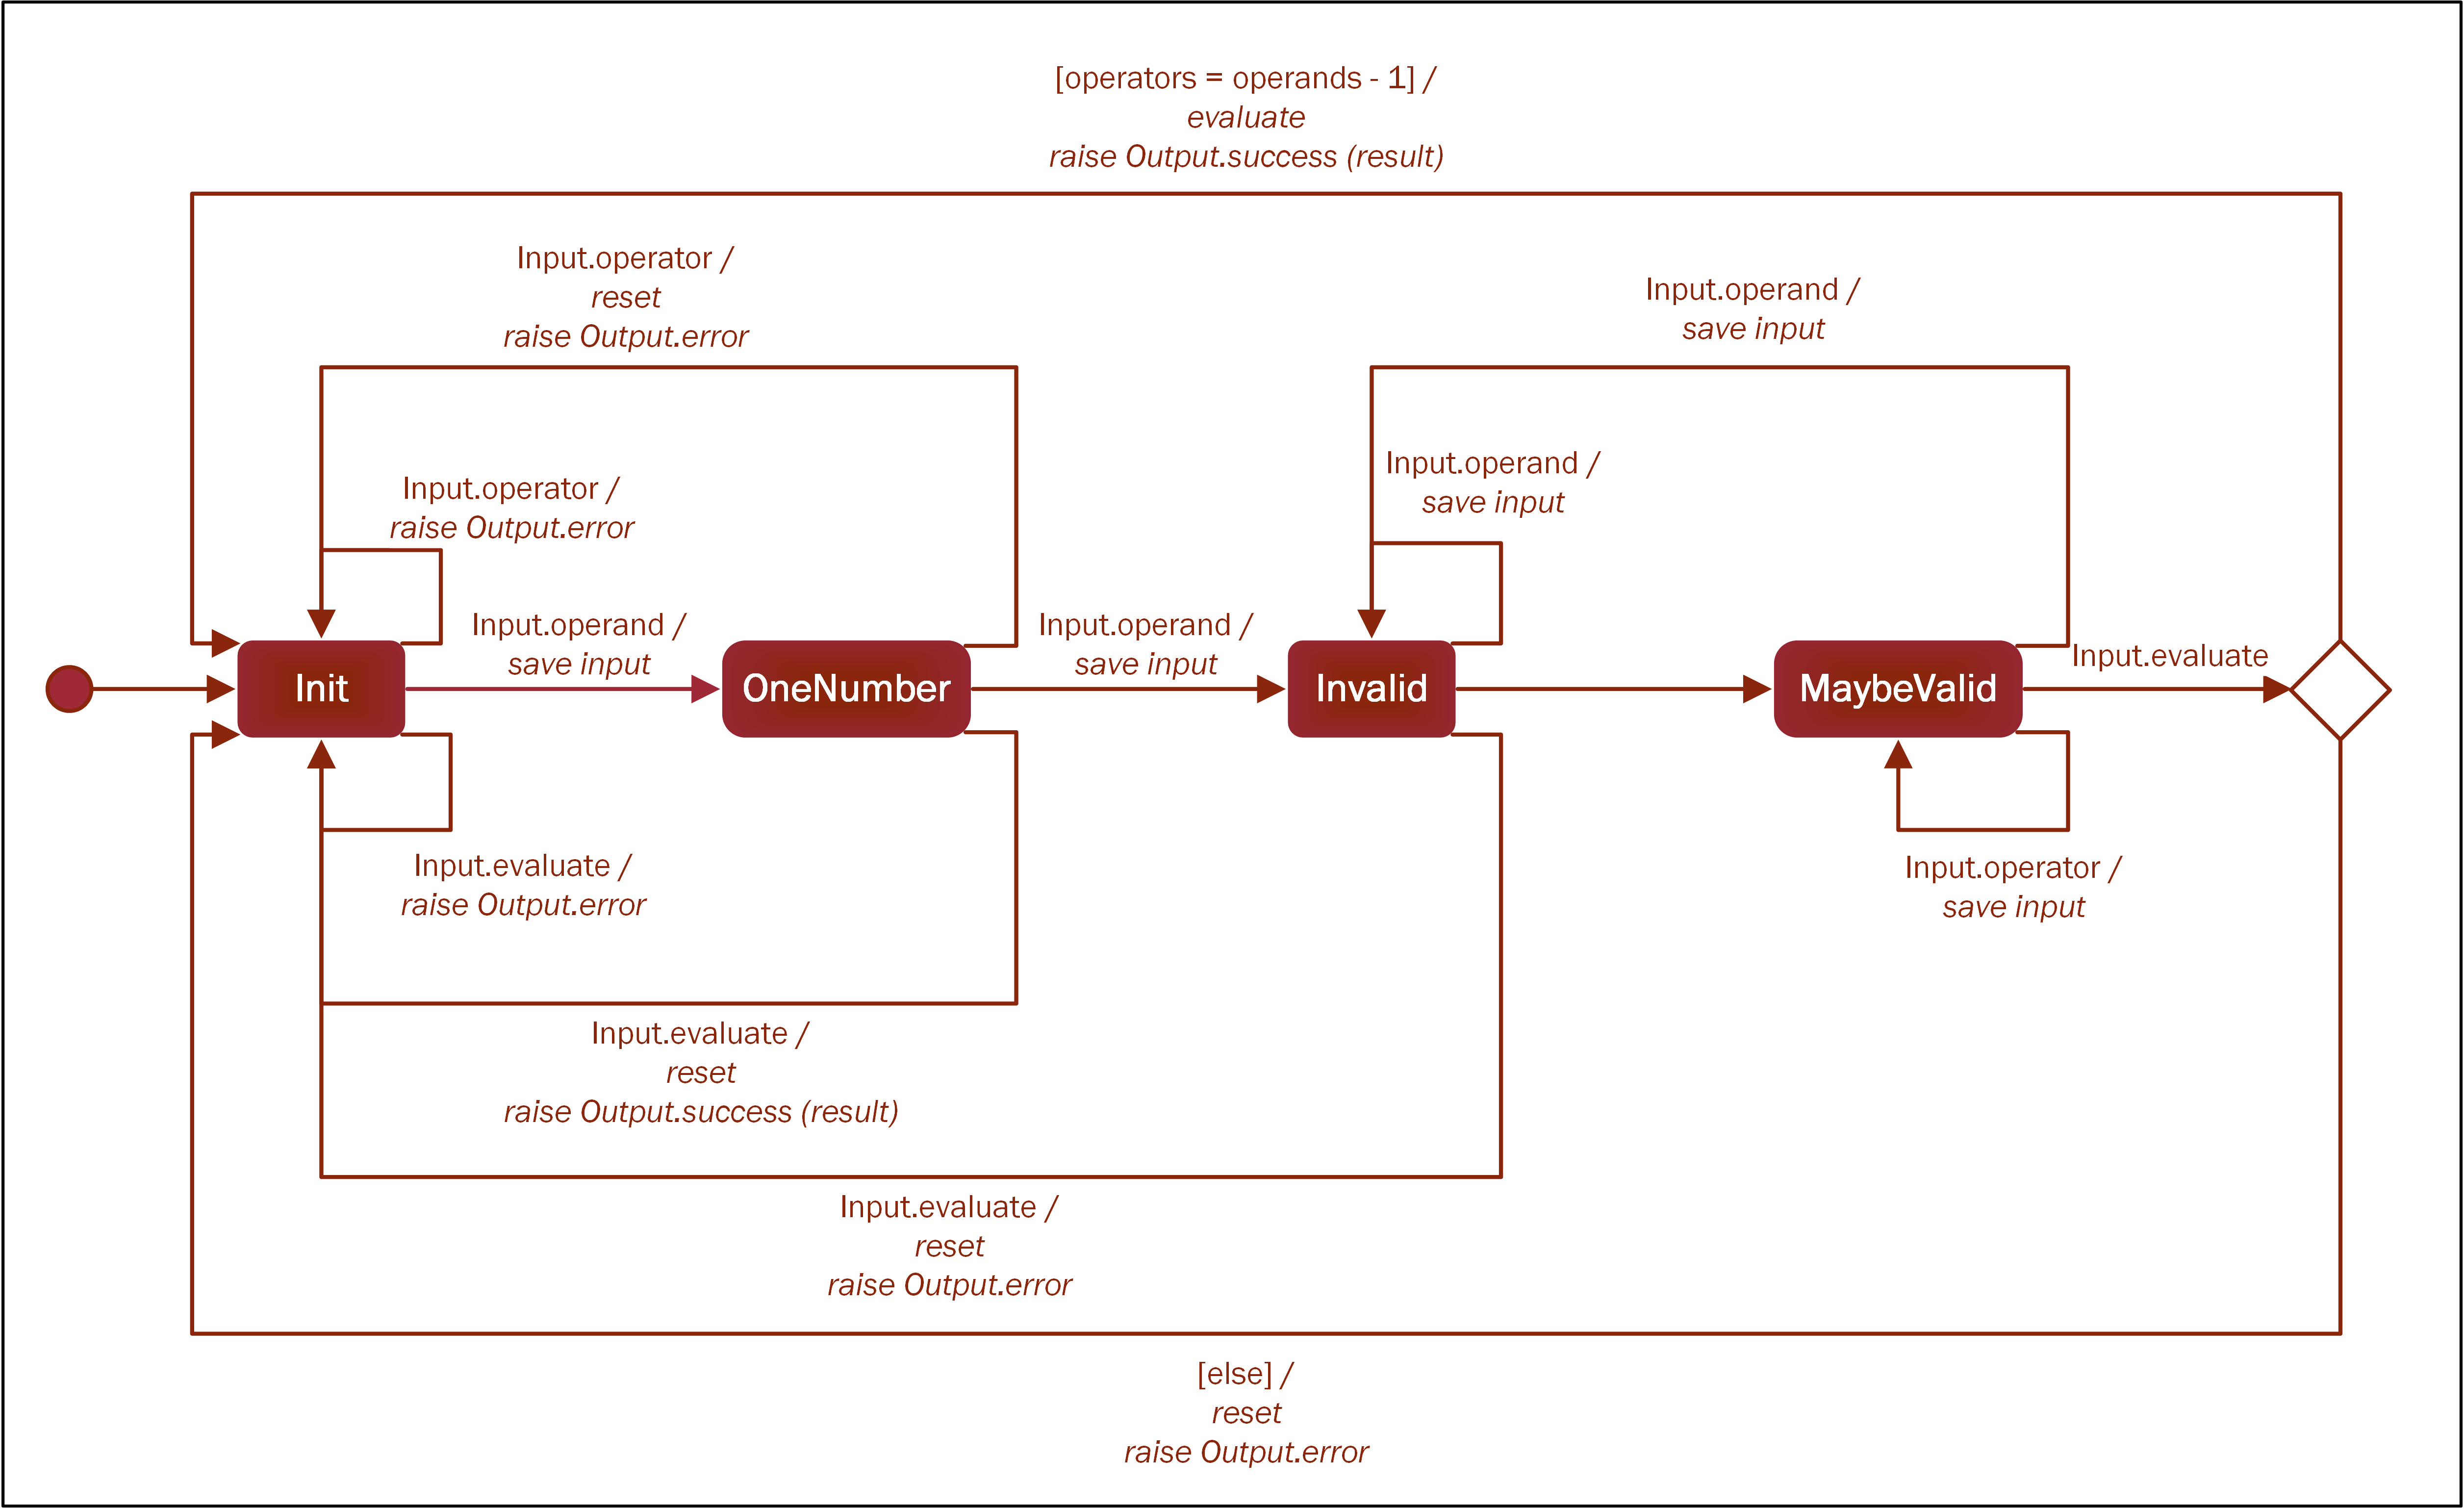 [operators = operands - 1] /
evaluate
raise Output.success (result)
Input.operator /
reset
raise Output.error
Input.operand /
save input
Input.operator /
raise Output.error
Input.operand /
save input
Input.operand /
save input
Input.operand /
save input
Input.evaluate
Init
OneNumber
Invalid
MaybeValid
Input.evaluate /
raise Output.error
Input.operator /
save input
Input.evaluate /
reset
raise Output.success (result)
Input.evaluate /
reset
raise Output.error
[else] /
reset
raise Output.error